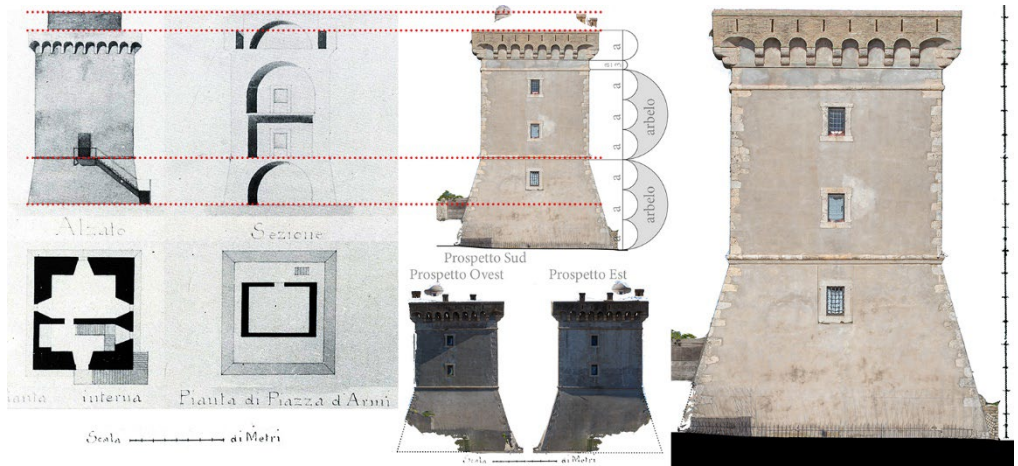 Alzato
Sezione
interna
Pianta di Piazza d'Armi
Scala
di Metri
a
a
a
a
arbelo
a
a
a
arbelo
Prospetto Sud
Prospetto Ovest
Prospetto Est
Scala
di Metri